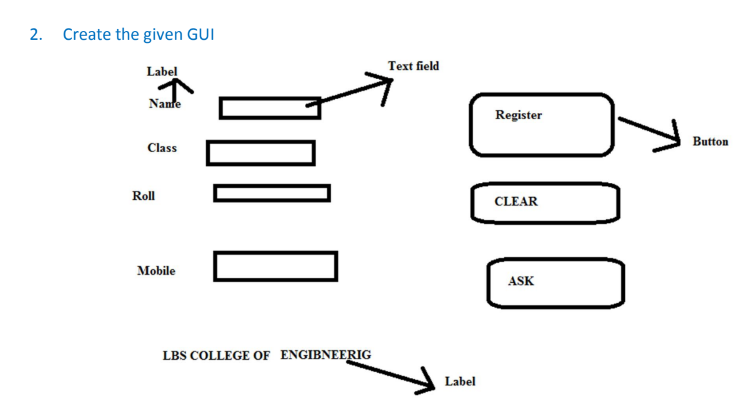 2. Create the given GUI
Label
Text field
Name
Register
Button
Class
Roll
CLEAR
Mobile
ASK
LBS COLLEGE OF ENGIBNEERIG
Label